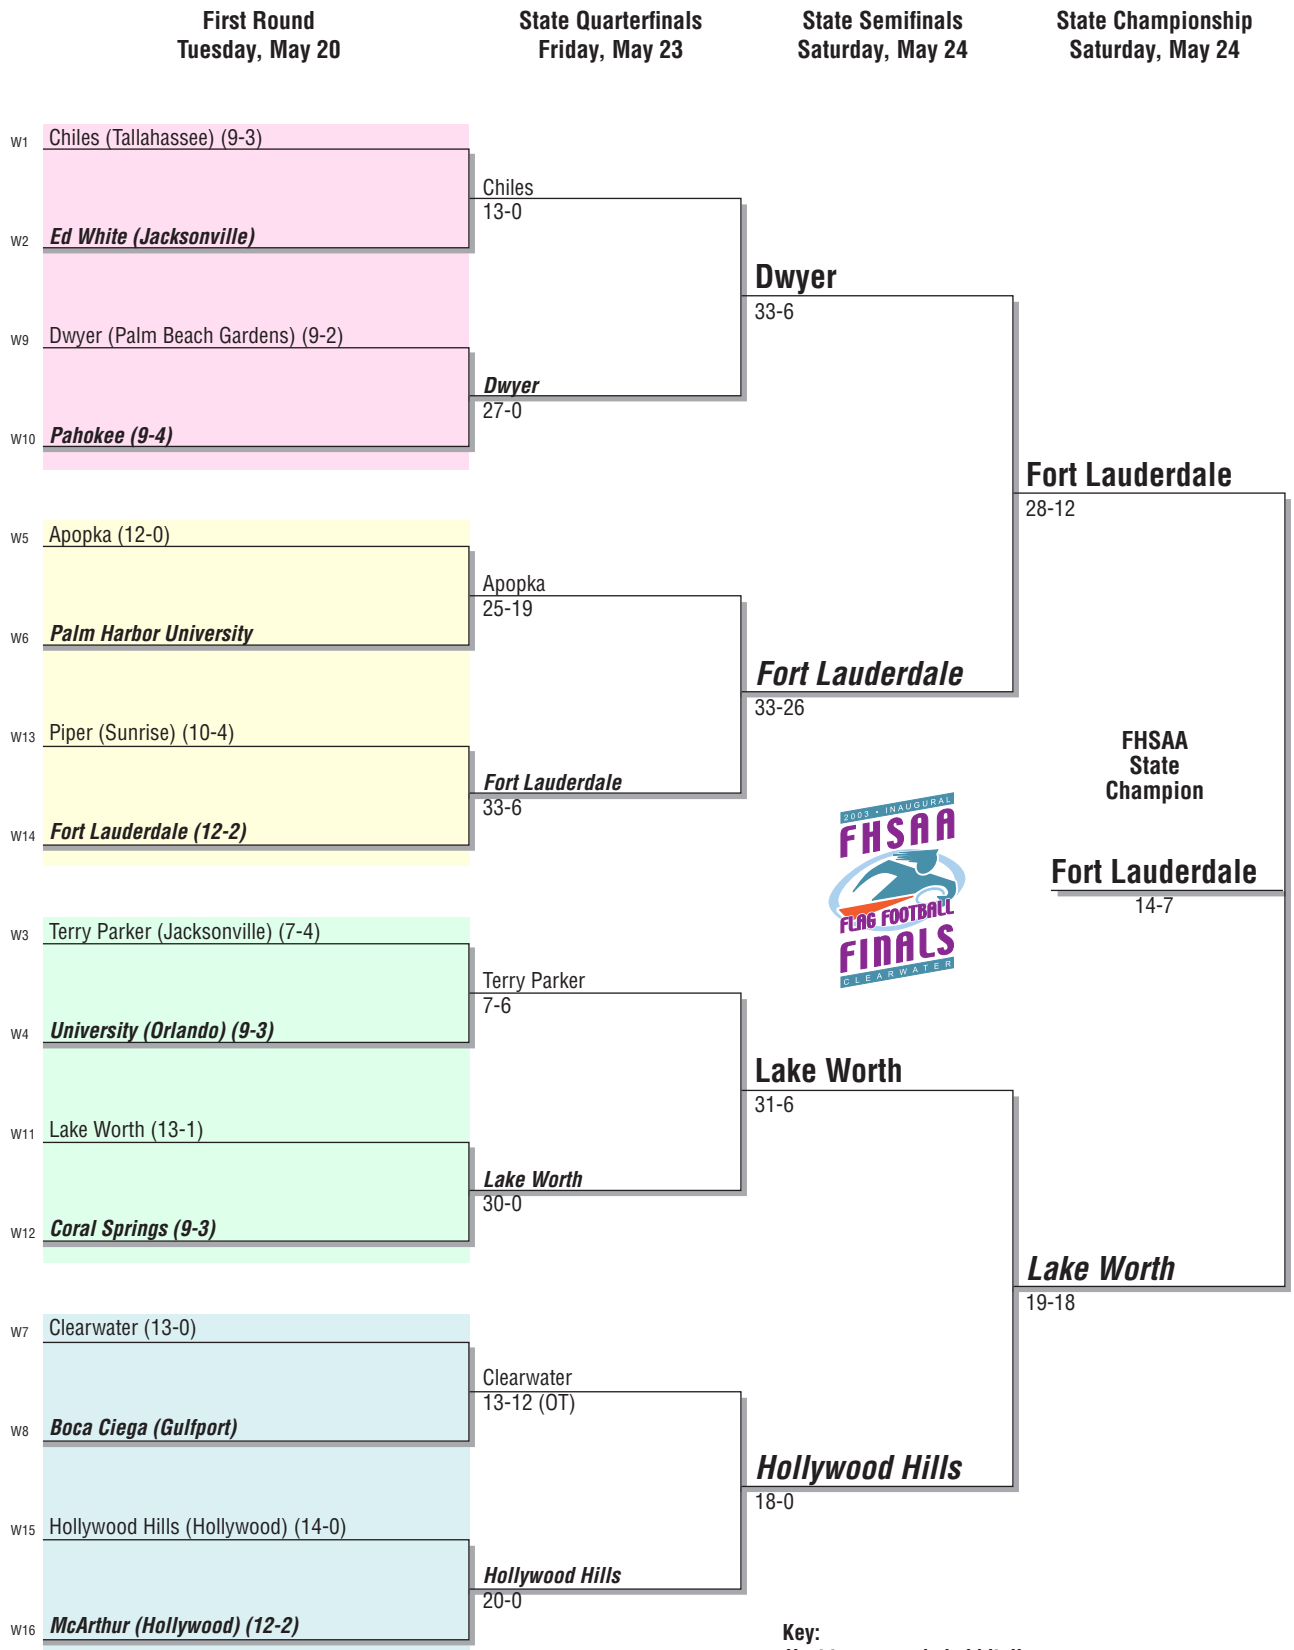 First Round
Tuesday, May 20
State Quarterfinals
Friday, May 23
State Semifinals
Saturday, May 24
State Championship
Saturday, May 24
W1 Chiles (Tallahassee) (9-3)
W2 Ed White (Jacksonville)
W9 Dwyer (Palm Beach Gardens) (9-2)
W10 Pahokee (9-4)
W5 Apopka (12-0)
W6 Palm Harbor University
W13 Piper (Sunrise) (10-4)
W14 Fort Lauderdale (12-2)
W3 Terry Parker (Jacksonville) (7-4)
W4 University (Orlando) (9-3)
W11 Lake Worth (13-1)
W12 Coral Springs (9-3)
W7 Clearwater (13-0)
W8 Boca Ciega (Gulfport)
W15 Hollywood Hills (Hollywood) (14-0)
W16 McArthur (Hollywood) (12-2)
Chiles
13-0
Dwyer
27-0
Apopka
25-19
Fort Lauderdale
33-6
Terry Parker
7-6
Lake Worth
30-0
Clearwater
13-12 (OT)
Hollywood Hills
20-0
Dwyer
33-6
Fort Lauderdale
33-26
Lake Worth
31-6
Hollywood Hills
18-0
Fort Lauderdale
28-12
Lake Worth
19-18
FHSAA
State
Champion
Fort Lauderdale
14-7
2003 • INAUGURAL
FHSAA
FLAG FOOTBALL
FINALS
CLEARWATER
Key: